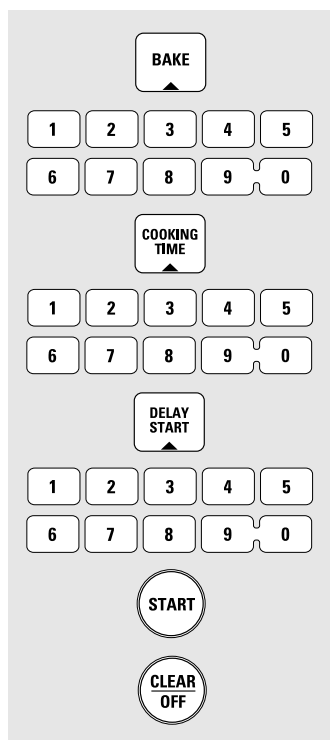 BAKE
1 2 3 4 5
6 7 8 9 0
COOKING
TIME
1 2 3 4 5
6 7 8 9 0
DELAY
START
1 2 3 4 5
6 7 8 9 0
START
CLEAR
OFF